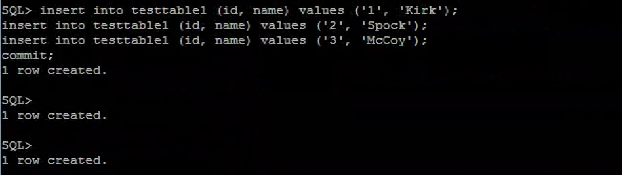 SQL> insert into testtable1 (id, name) values ('1', 'Kirk');
insert into testtable1 (id, name) values ('2', 'Spock');
insert into testtable1 (id, name) values ('3', 'McCoy');
commit;
1 row created.
SQL>
1 row created.
SQL>
1 row created.